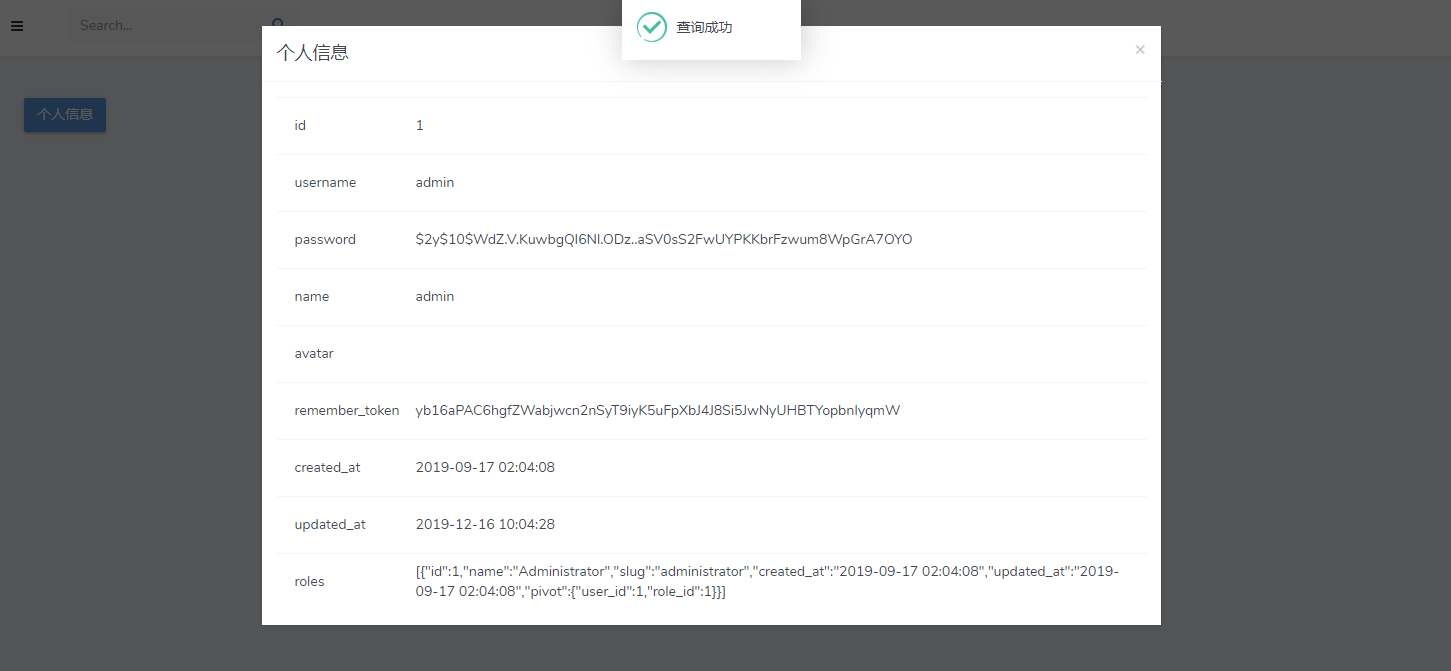 Search...
查询成功
个人信息
×
个人信息
id 1
username admin
password $2y$10$WdZ.V.KuwbgQI6NI.ODz..aSV0sS2FwUYPKKbrFzwum8WpGrA7OYO
name admin
avatar
remember_token yb16aPAC6hgfZWabjwcn2nSyT9iyK5uFpXbJ4J8Si5JwNyUHBTYopbnIyqmW
created_at 2019-09-17 02:04:08
updated_at 2019-12-16 10:04:28
roles [{"id":1,"name":"Administrator","slug":"administrator","created_at":"2019-09-17 02:04:08","updated_at":"2019-
09-17 02:04:08","pivot":{"user_id":1,"role_id":1}}]